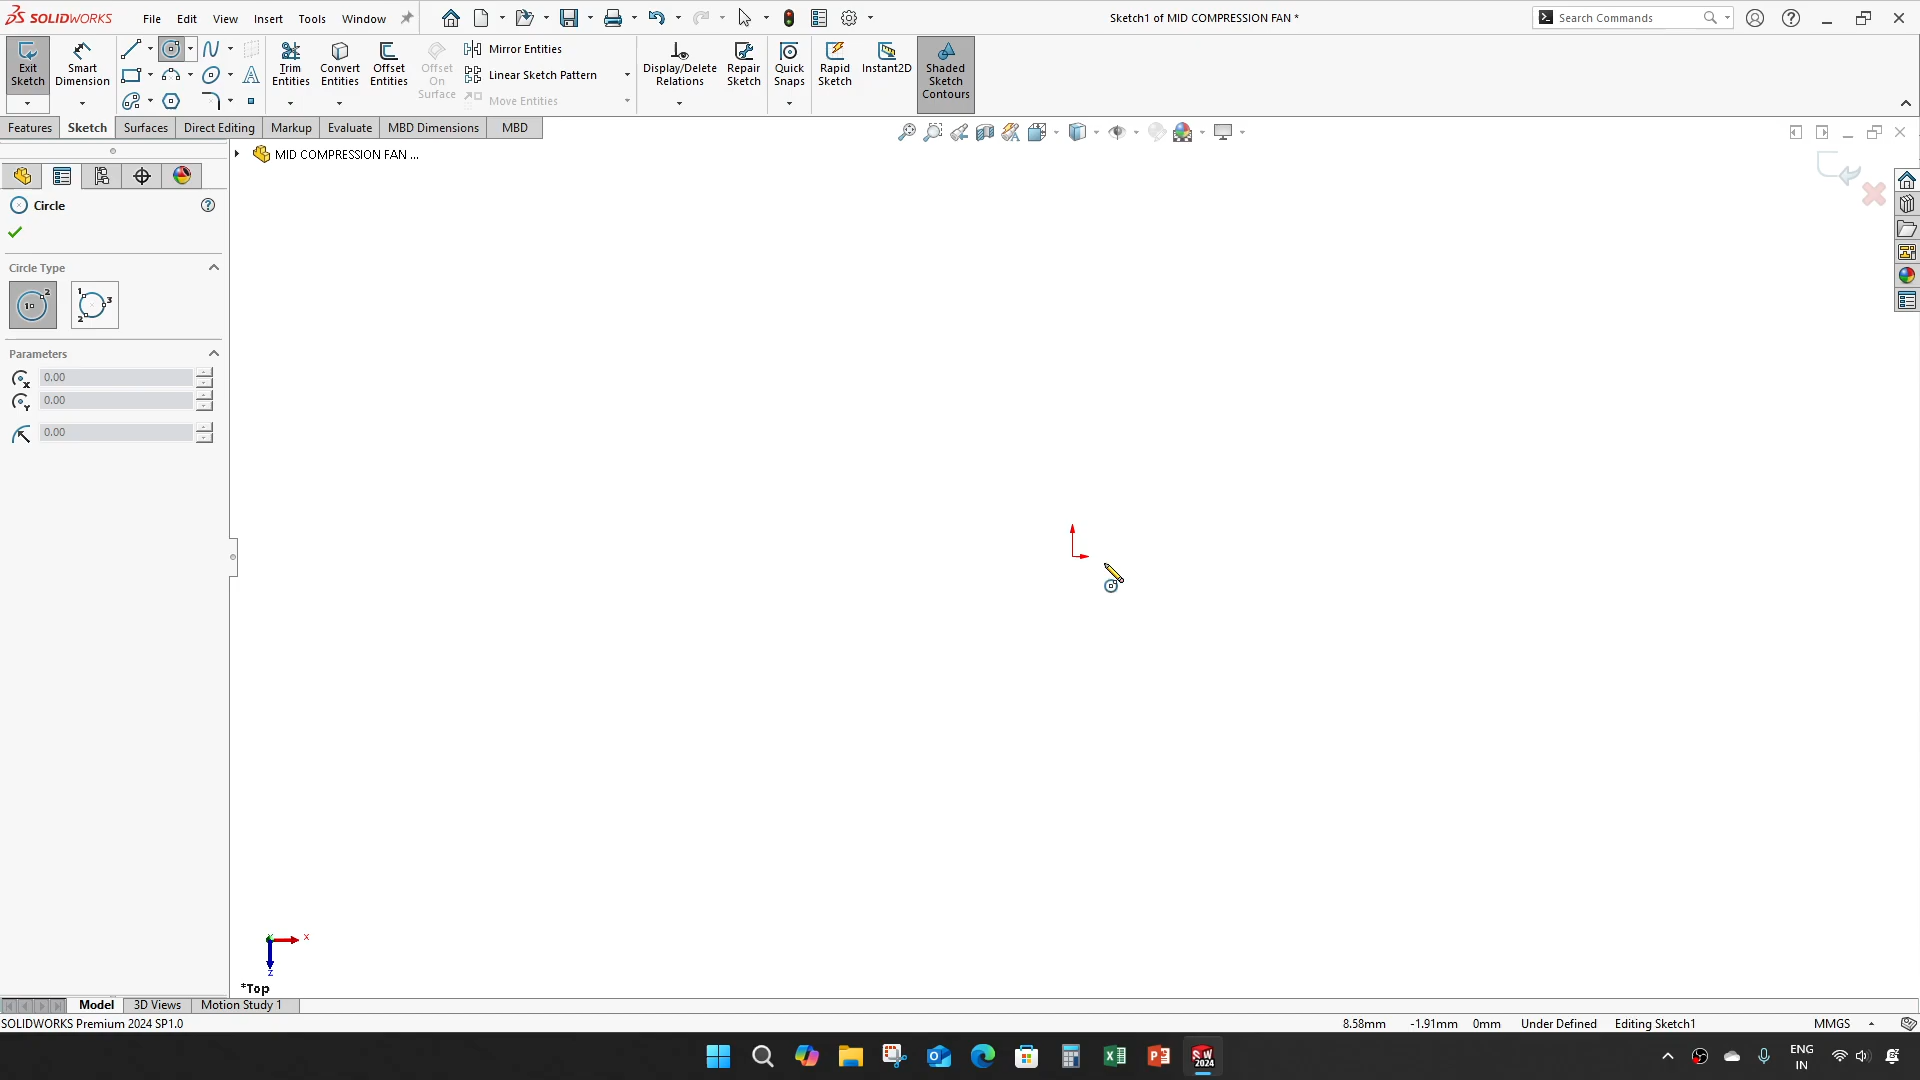 SOLIDWORKS File Edit View Insert Tools Window
Sketch1 of MID COMPRESSION FAN *
Search Commands
Exit Sketch
Smart Dimension
Trim Entities
Convert Entities
Offset Entities
Offset On Surface
Mirror Entities
Linear Sketch Pattern
Move Entities
Display/Delete Relations
Repair Sketch
Quick Snaps
Rapid Sketch
Instant2D
Shaded Sketch Contours
Features Sketch Surfaces Direct Editing Markup Evaluate MBD Dimensions MBD
MID COMPRESSION FAN ...
Circle
Circle Type
Parameters
0.00
0.00
0.00
X
Z
*Top
Model 3D Views Motion Study 1
SOLIDWORKS Premium 2024 SP1.0
8.58mm -1.91mm 0mm Under Defined Editing Sketch1 MMGS
ENG
IN